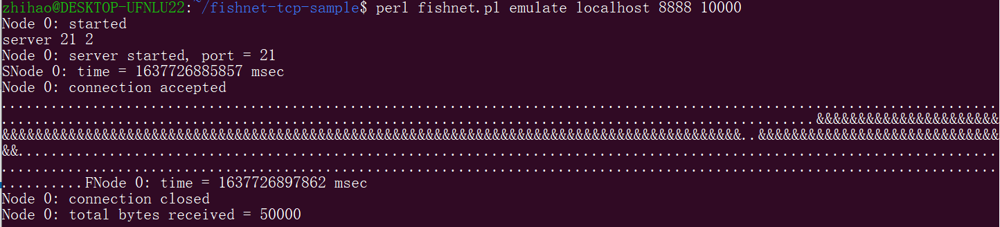 zhihao@DESKTOP-UFNLU22:~/fishnet-tcp-sample$ perl fishnet.pl emulate localhost 8888 10000
Node 0: started
server 21 2
Node 0: server started, port = 21
SNode 0: time = 1637726885857 msec
Node 0: connection accepted
........................................................................................................................
..................................................................................................&&&&&&&&&&&&&&&&&&&&&&
&&&&&&&&&&&&&&&&&&&&&&&&&&&&&&&&&&&&&&&&&&&&&&&&&&&&&&&&&&&&&&&&&&&&&&&&&&&&&&&&&&&&&&&&&..&&&&&&&&&&&&&&&&&&&&&&&&&&&&&
&&......................................................................................................................
........................................................................................................................
..........FNode 0: time = 1637726897862 msec
Node 0: connection closed
Node 0: total bytes received = 50000